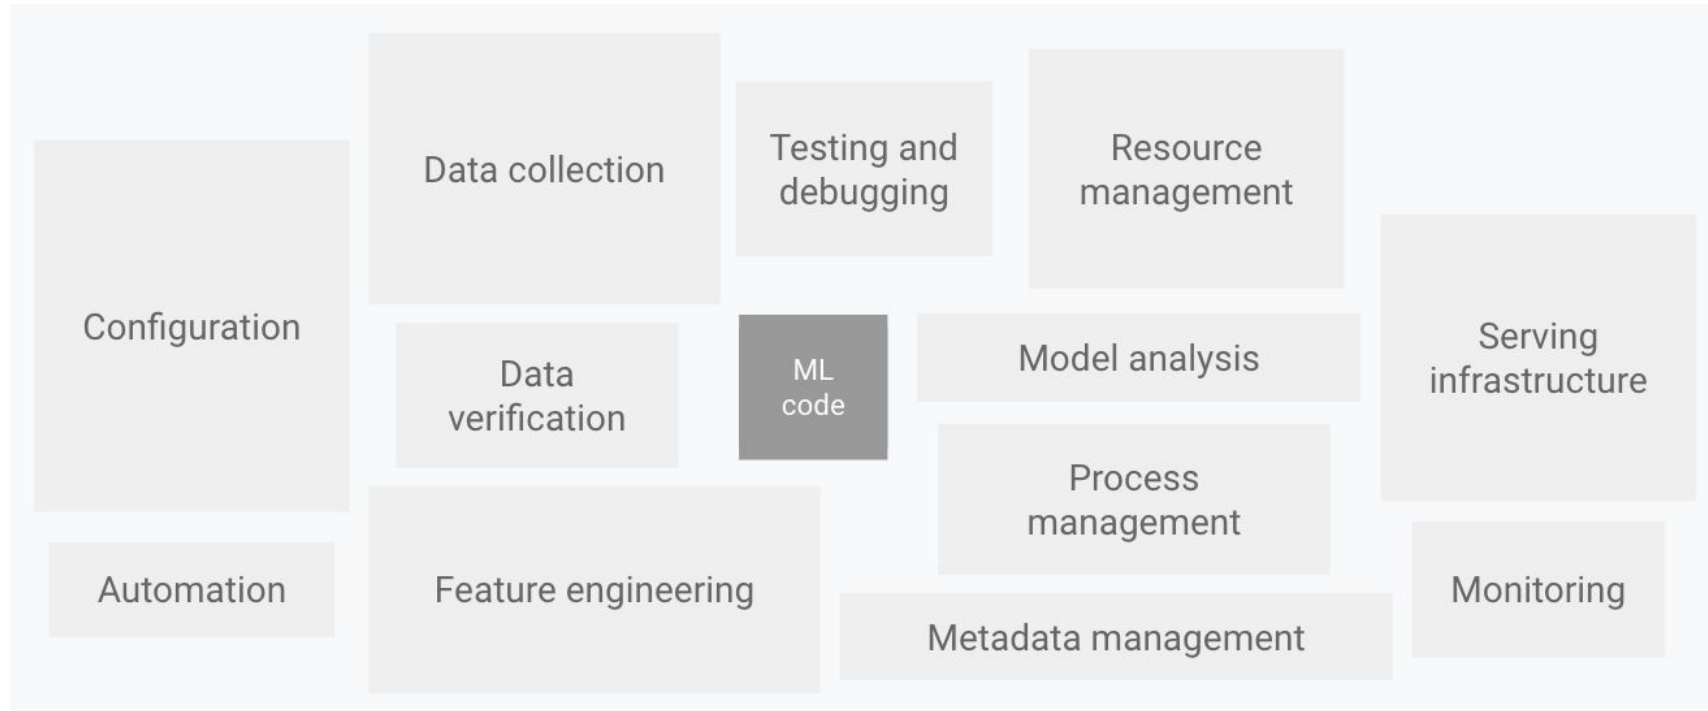 Configuration
Automation
Data collection
Data
verification
Feature engineering
Testing and
debugging
ML
code
Resource
management
Model analysis
Process
management
Metadata management
Serving
infrastructure
Monitoring